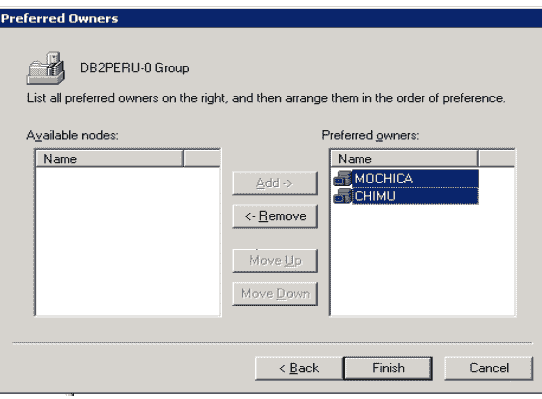 Preferred Owners
DB2PERU-0 Group
List all preferred owners on the right, and then arrange them in the order of preference.
Available nodes:
Preferred owners:
Name
Name
MOCHICA
CHIMU
Add ->
<- Remove
Move Up
Move Down
< Back
Finish
Cancel